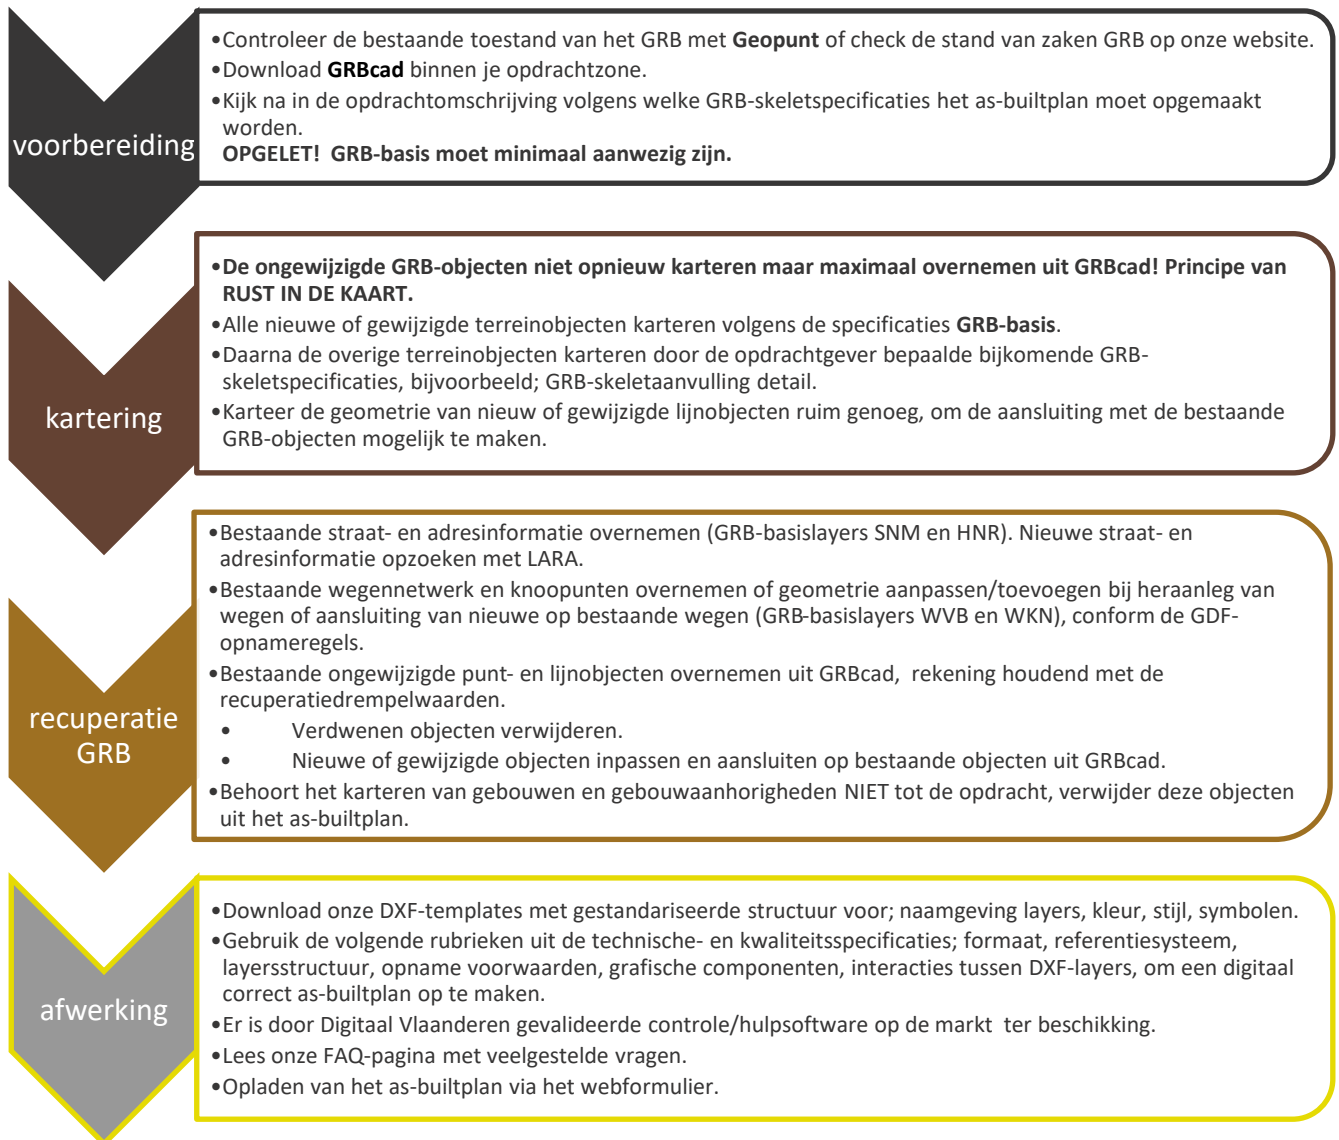 voorbereiding
•Controleer de bestaande toestand van het GRB met Geopunt of check de stand van zaken GRB op onze website.
•Download GRBcad binnen je opdrachtzone.
•Kijk na in de opdrachtomschrijving volgens welke GRB-skeletspecificaties het as-builtplan moet opgemaakt
worden.
OPGELET! GRB-basis moet minimaal aanwezig zijn.
kartering
•De ongewijzigde GRB-objecten niet opnieuw karteren maar maximaal overnemen uit GRBcad! Principe van
RUST IN DE KAART.
•Alle nieuwe of gewijzigde terreinobjecten karteren volgens de specificaties GRB-basis.
•Daarna de overige terreinobjecten karteren door de opdrachtgever bepaalde bijkomende GRB-
skeletspecificaties, bijvoorbeeld; GRB-skeletaanvulling detail.
•Karteer de geometrie van nieuw of gewijzigde lijnobjecten ruim genoeg, om de aansluiting met de bestaande
GRB-objecten mogelijk te maken.
recuperatie
GRB
•Bestaande straat- en adresinformatie overnemen (GRB-basislayers SNM en HNR). Nieuwe straat- en
adresinformatie opzoeken met LARA.
•Bestaande wegennetwerk en knoopunten overnemen of geometrie aanpassen/toevoegen bij heraanleg van
wegen of aansluiting van nieuwe op bestaande wegen (GRB-basislayers WVB en WKN), conform de GDF-
opnameregels.
•Bestaande ongewijzigde punt- en lijnobjecten overnemen uit GRBcad, rekening houdend met de
recuperatiedrempelwaarden.
• Verdwenen objecten verwijderen.
• Nieuwe of gewijzigde objecten inpassen en aansluiten op bestaande objecten uit GRBcad.
•Behoort het karteren van gebouwen en gebouwaanhorigheden NIET tot de opdracht, verwijder deze objecten
uit het as-builtplan.
afwerking
•Download onze DXF-templates met gestandariseerde structuur voor; naamgeving layers, kleur, stijl, symbolen.
•Gebruik de volgende rubrieken uit de technische- en kwaliteitsspecificaties; formaat, referentiesysteem,
layersstructuur, opname voorwaarden, grafische componenten, interacties tussen DXF-layers, om een digitaal
correct as-builtplan op te maken.
•Er is door Digitaal Vlaanderen gevalideerde controle/hulpsoftware op de markt ter beschikking.
•Lees onze FAQ-pagina met veelgestelde vragen.
•Opladen van het as-builtplan via het webformulier.